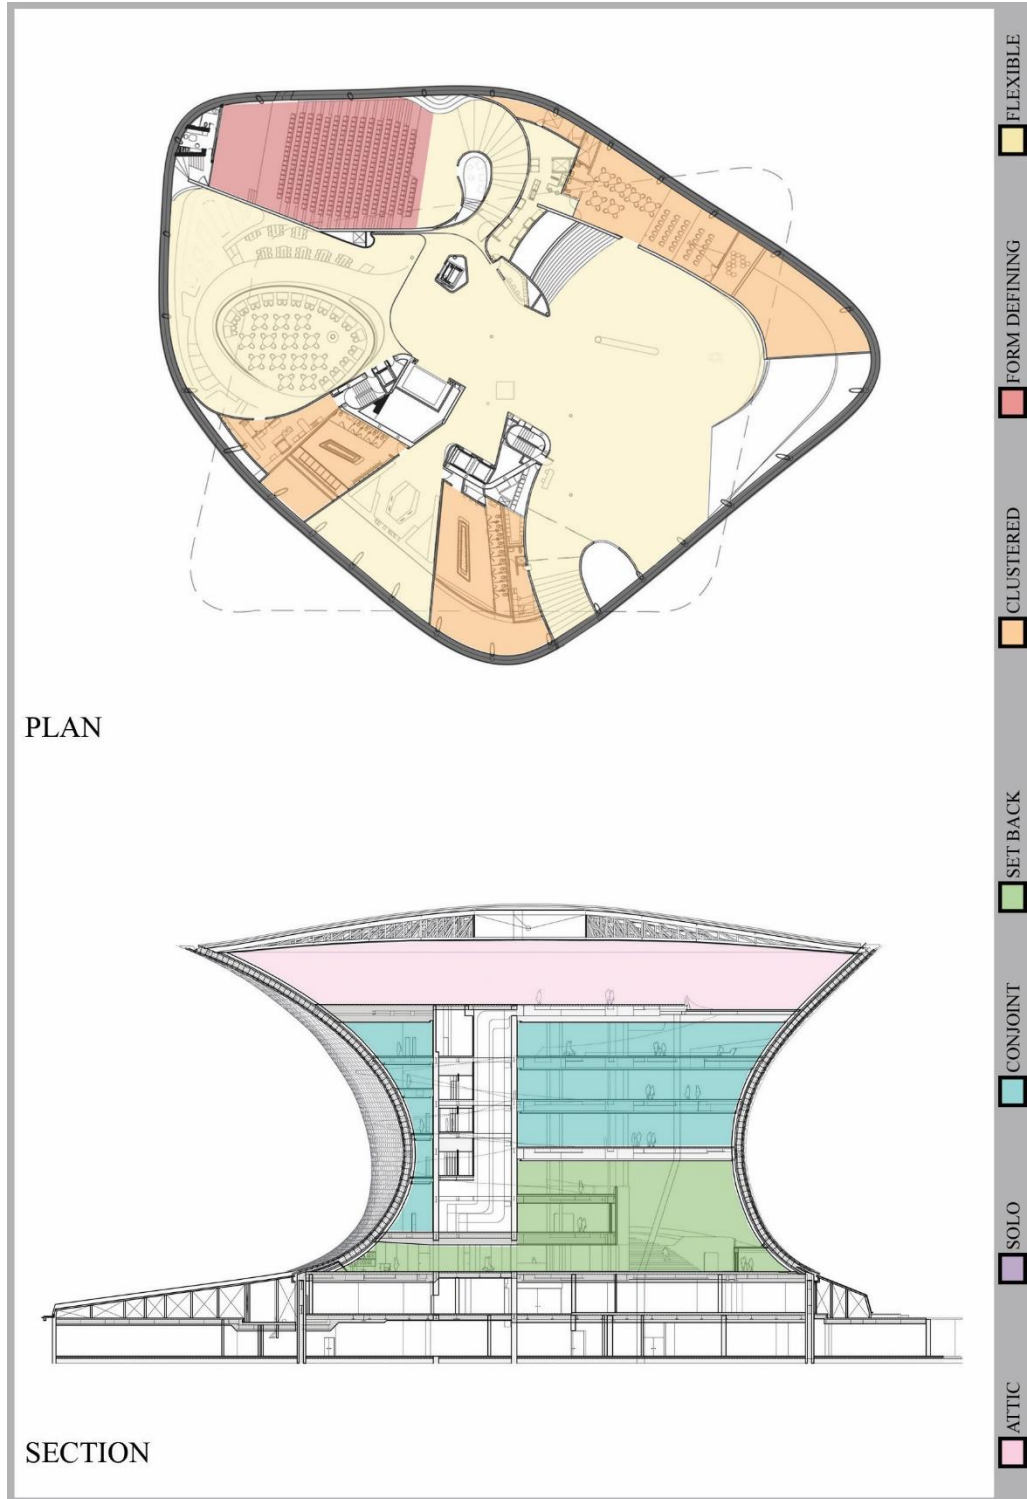 PLAN
SECTION
FLEXIBLE
FORM DEFINING
CLUSTERED
SET BACK
CONJOINT
SOLO
ATTIC